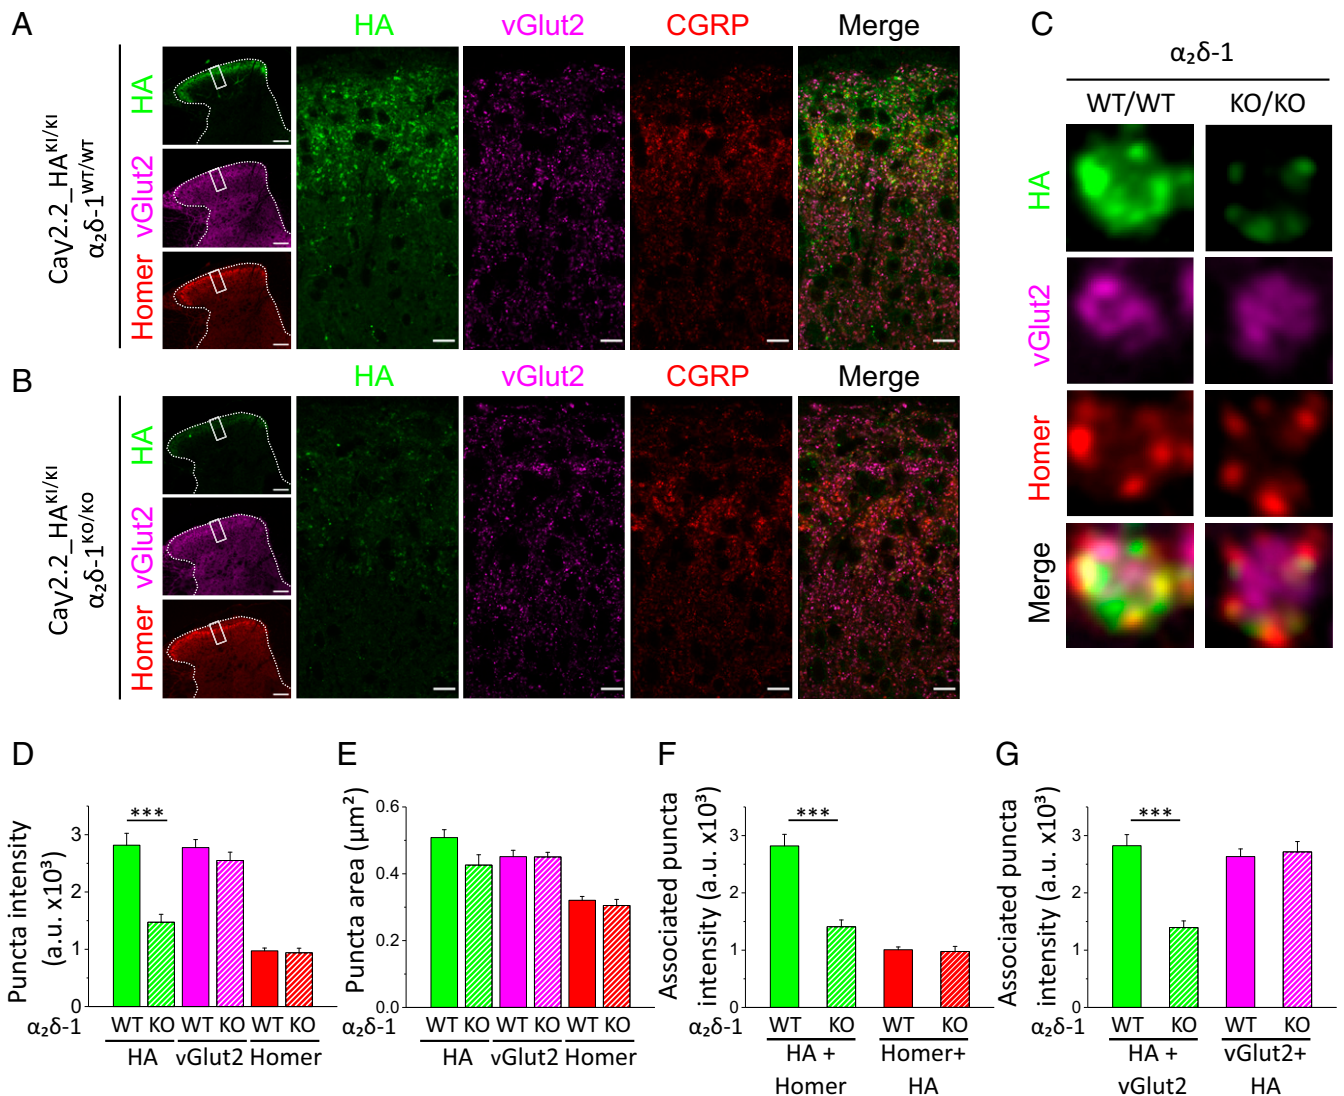 A
HA
vGlut2
CGRP
Merge
CaV2.2_HA^KI/KI
α₂δ-1^WT/WT
HA
vGlut2
Homer
B
HA
vGlut2
CGRP
Merge
CaV2.2_HA^KI/KI
α₂δ-1^KO/KO
HA
vGlut2
Homer
C
α₂δ-1
WT/WT KO/KO
HA
vGlut2
Homer
Merge
D
Puncta intensity
(a.u. x10³)
3
2
1
0
***
α₂δ-1 WT KO WT KO WT KO
HA vGlut2 Homer
E
Puncta area (μm²)
0.6
0.4
0.2
0.0
α₂δ-1 WT KO WT KO WT KO
HA vGlut2 Homer
F
Associated puncta
intensity (a.u. x10³)
3
2
1
0
***
α₂δ-1 WT KO WT KO
HA + Homer+
Homer HA
G
Associated puncta
intensity (a.u. x10³)
3
2
1
0
***
α₂δ-1 WT KO WT KO
HA + vGlut2+
vGlut2 HA